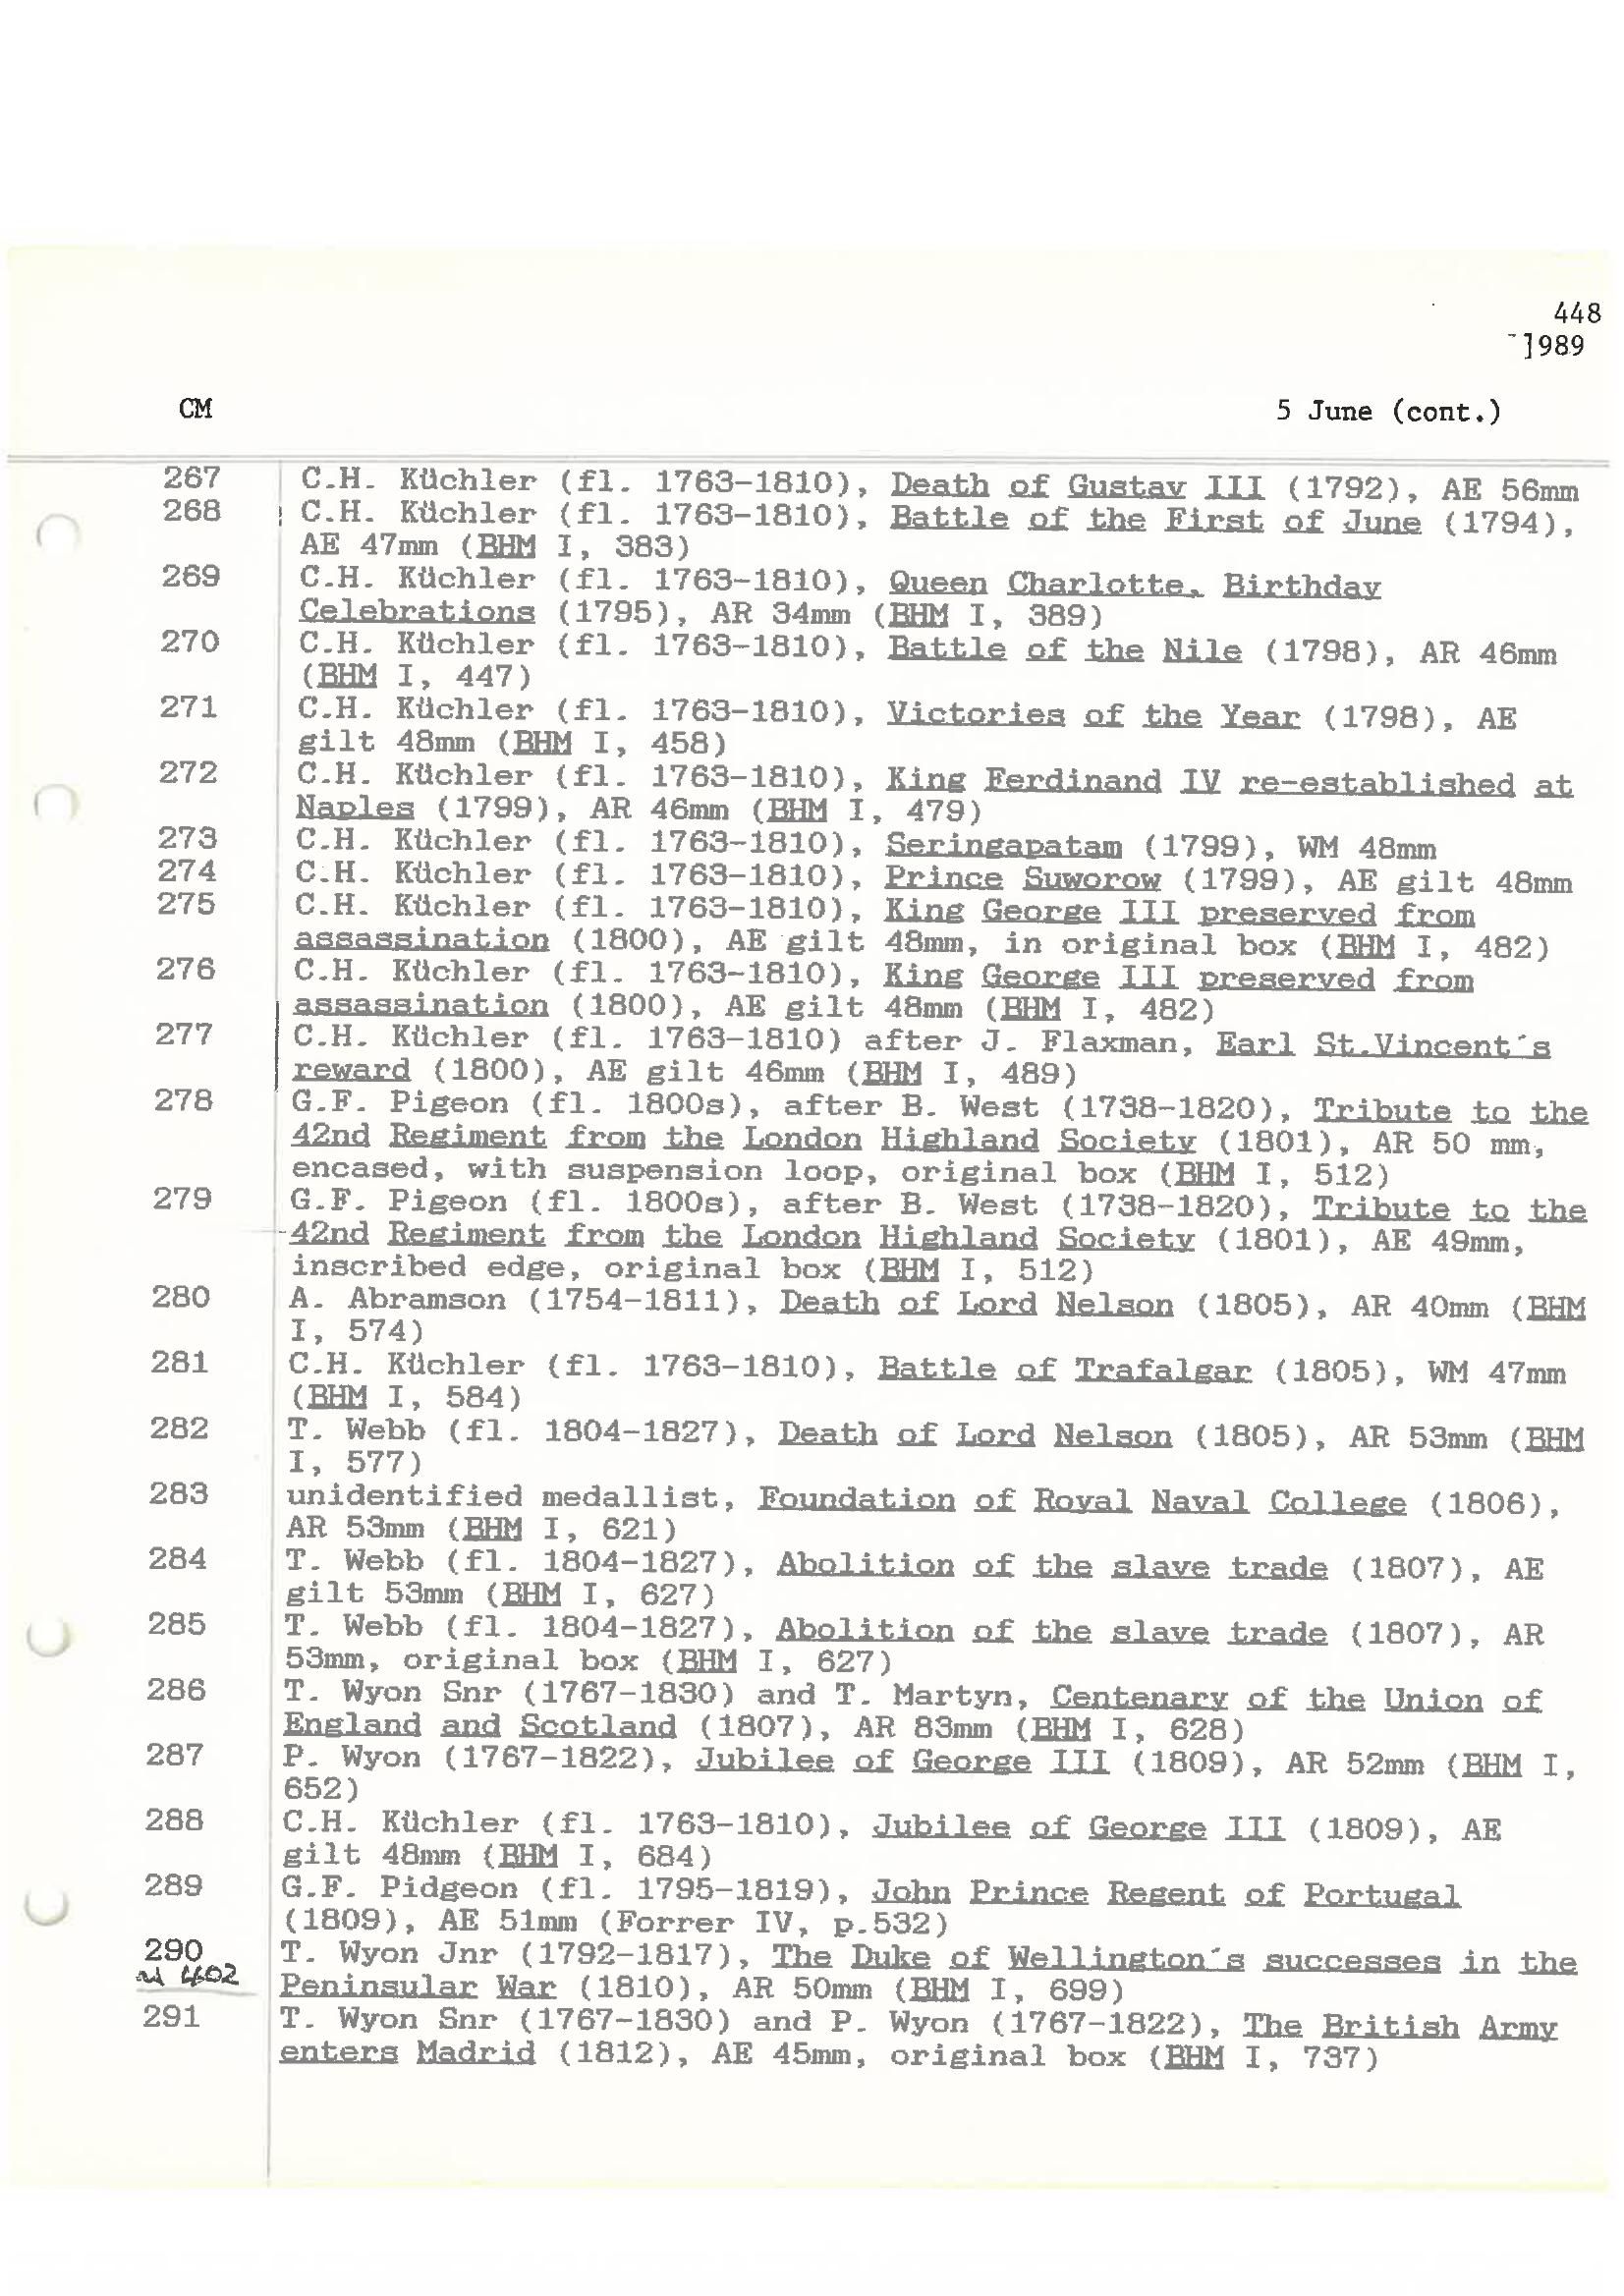 448
1989
CM 5 June (cont.)
267 C.H. Küchler (fl. 1763-1810), Death of Gustav III (1792), AE 56mm
268 C.H. Küchler (fl. 1763-1810), Battle of the First of June (1794),
AE 47mm (BHM I, 383)
269 C.H. Küchler (fl. 1763-1810), Queen Charlotte, Birthday
Celebrations (1795), AR 34mm (BHM I, 389)
270 C.H. Küchler (fl. 1763-1810), Battle of the Nile (1798), AR 46mm
(BHM I, 447)
271 C.H. Küchler (fl. 1763-1810), Victories of the Year (1798), AE
gilt 48mm (BHM I, 458)
272 C.H. Küchler (fl. 1763-1810), King Ferdinand IV re-established at
Naples (1799), AR 46mm (BHM I, 479)
273 C.H. Küchler (fl. 1763-1810), Seringapatam (1799), WM 48mm
274 C.H. Küchler (fl. 1763-1810), Prince Suworow (1799), AE gilt 48mm
275 C.H. Küchler (fl. 1763-1810), King George III preserved from
assassination (1800), AE gilt 48mm, in original box (BHM I, 482)
276 C.H. Küchler (fl. 1763-1810), King George III preserved from
assassination (1800), AE gilt 48mm (BHM I, 482)
277 C.H. Küchler (fl. 1763-1810) after J. Flaxman, Earl St.Vincent's
reward (1800), AE gilt 46mm (BHM I, 489)
278 G.F. Pigeon (fl. 1800s), after B. West (1738-1820), Tribute to the
42nd Regiment from the London Highland Society (1801), AR 50 mm,
encased, with suspension loop, original box (BHM I, 512)
279 G.F. Pigeon (fl. 1800s), after B. West (1738-1820), Tribute to the
42nd Regiment from the London Highland Society (1801), AE 49mm,
inscribed edge, original box (BHM I, 512)
280 A. Abramson (1754-1811), Death of Lord Nelson (1805), AR 40mm (BHM
I, 574)
281 C.H. Küchler (fl. 1763-1810), Battle of Trafalgar (1805), WM 47mm
(BHM I, 584)
282 T. Webb (fl. 1804-1827), Death of Lord Nelson (1805), AR 53mm (BHM
I, 577)
283 unidentified medallist, Foundation of Royal Naval College (1806),
AR 53mm (BHM I, 621)
284 T. Webb (fl. 1804-1827), Abolition of the slave trade (1807), AE
gilt 53mm (BHM I, 627)
285 T. Webb (fl. 1804-1827), Abolition of the slave trade (1807), AR
53mm, original box (BHM I, 627)
286 T. Wyon Snr (1767-1830) and T. Martyn, Centenary of the Union of
England and Scotland (1807), AR 83mm (BHM I, 628)
287 P. Wyon (1767-1822), Jubilee of George III (1809), AR 52mm (BHM I,
652)
288 C.H. Küchler (fl. 1763-1810), Jubilee of George III (1809), AE
gilt 48mm (BHM I, 684)
289 G.F. Pidgeon (fl. 1795-1819), John Prince Regent of Portugal
(1809), AE 51mm (Forrer IV, p.532)
290 T. Wyon Jnr (1792-1817), The Duke of Wellington's successes in the
402 Peninsular War (1810), AR 50mm (BHM I, 699)
291 T. Wyon Snr (1767-1830) and P. Wyon (1767-1822), The British Army
enters Madrid (1812), AE 45mm, original box (BHM I, 737)